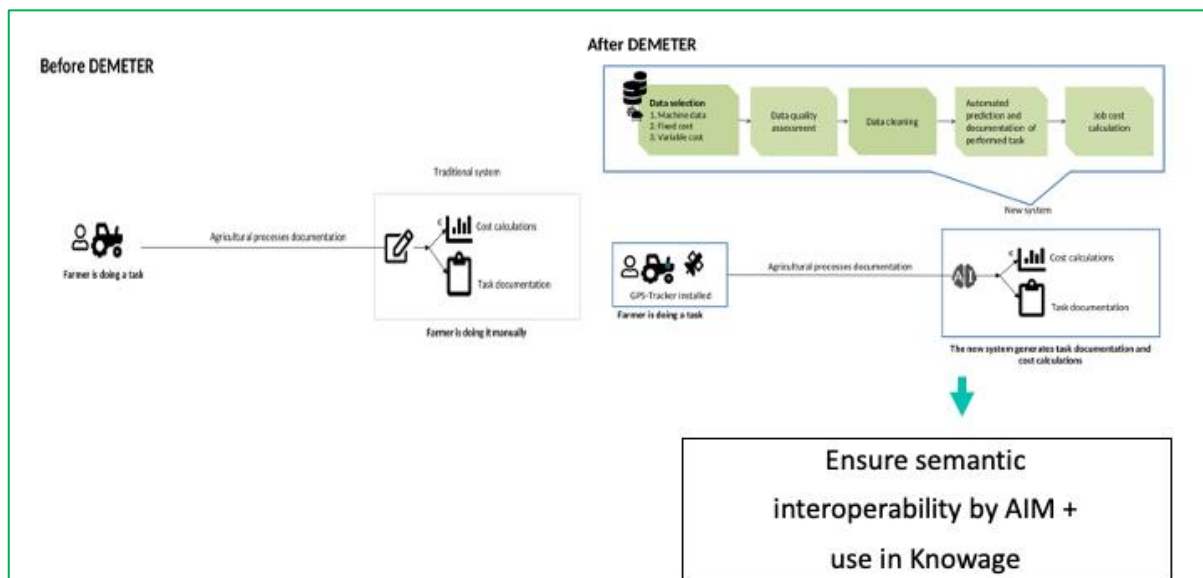 Before DEMETER
Traditional system
Agricultural processes documentation
Farmer is doing a task
€
Cost calculations
Task documentation
Farmer is doing it manually
After DEMETER
Data selection
1. Machine data
2. Fixed cost
3. Variable cost
Data quality
assessment
Data cleaning
Automated
prediction and
documentation of
performed task
Job cost
calculation
New system
GPS-Tracker installed
Farmer is doing a task
Agricultural processes documentation
AI
€
Cost calculations
Task documentation
The new system generates task documentation and
cost calculations
Ensure semantic
interoperability by AIM +
use in Knowage